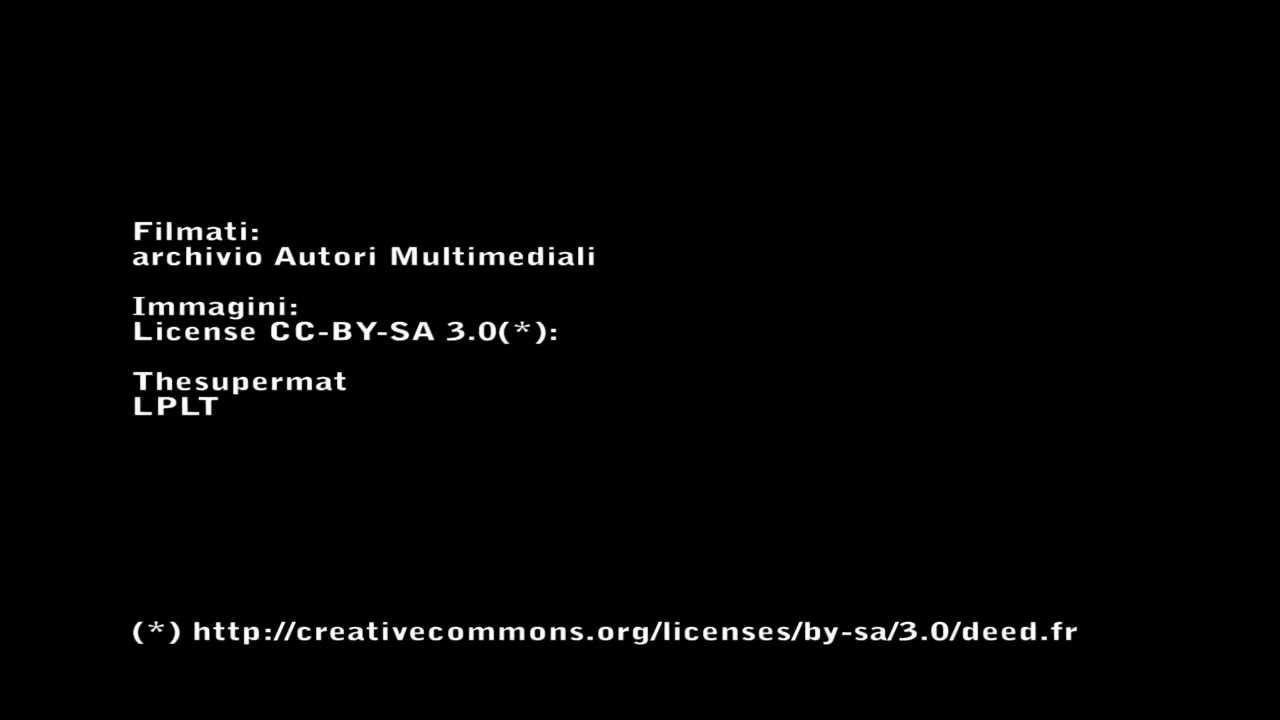 Filmati:
archivio Autori Multimediali
Immagini:
License CC-BY-SA 3.0(*):
Thesupermat
LPLT
(*) http://creativecommons.org/licenses/by-sa/3.0/deed.fr